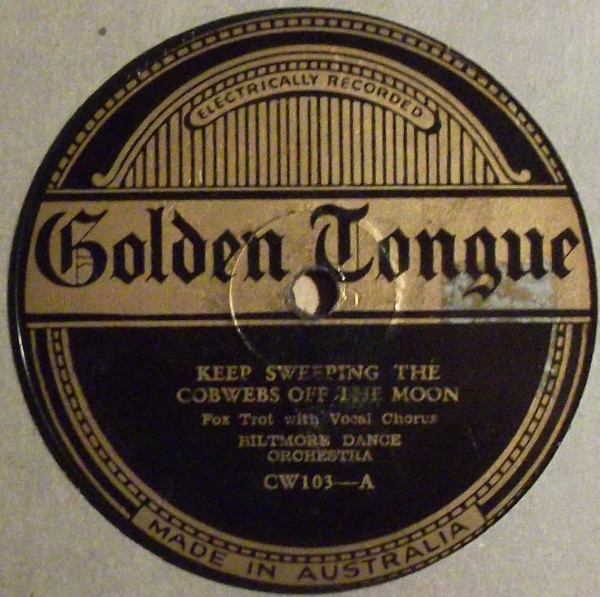 ELECTRICALLY RECORDED
Golden Tongue
KEEP SWEEPING THE
COBWEBS OFF THE MOON
Fox Trot with Vocal Chorus
BILTMORE DANCE
ORCHESTRA
CW103—A
MADE IN AUSTRALIA